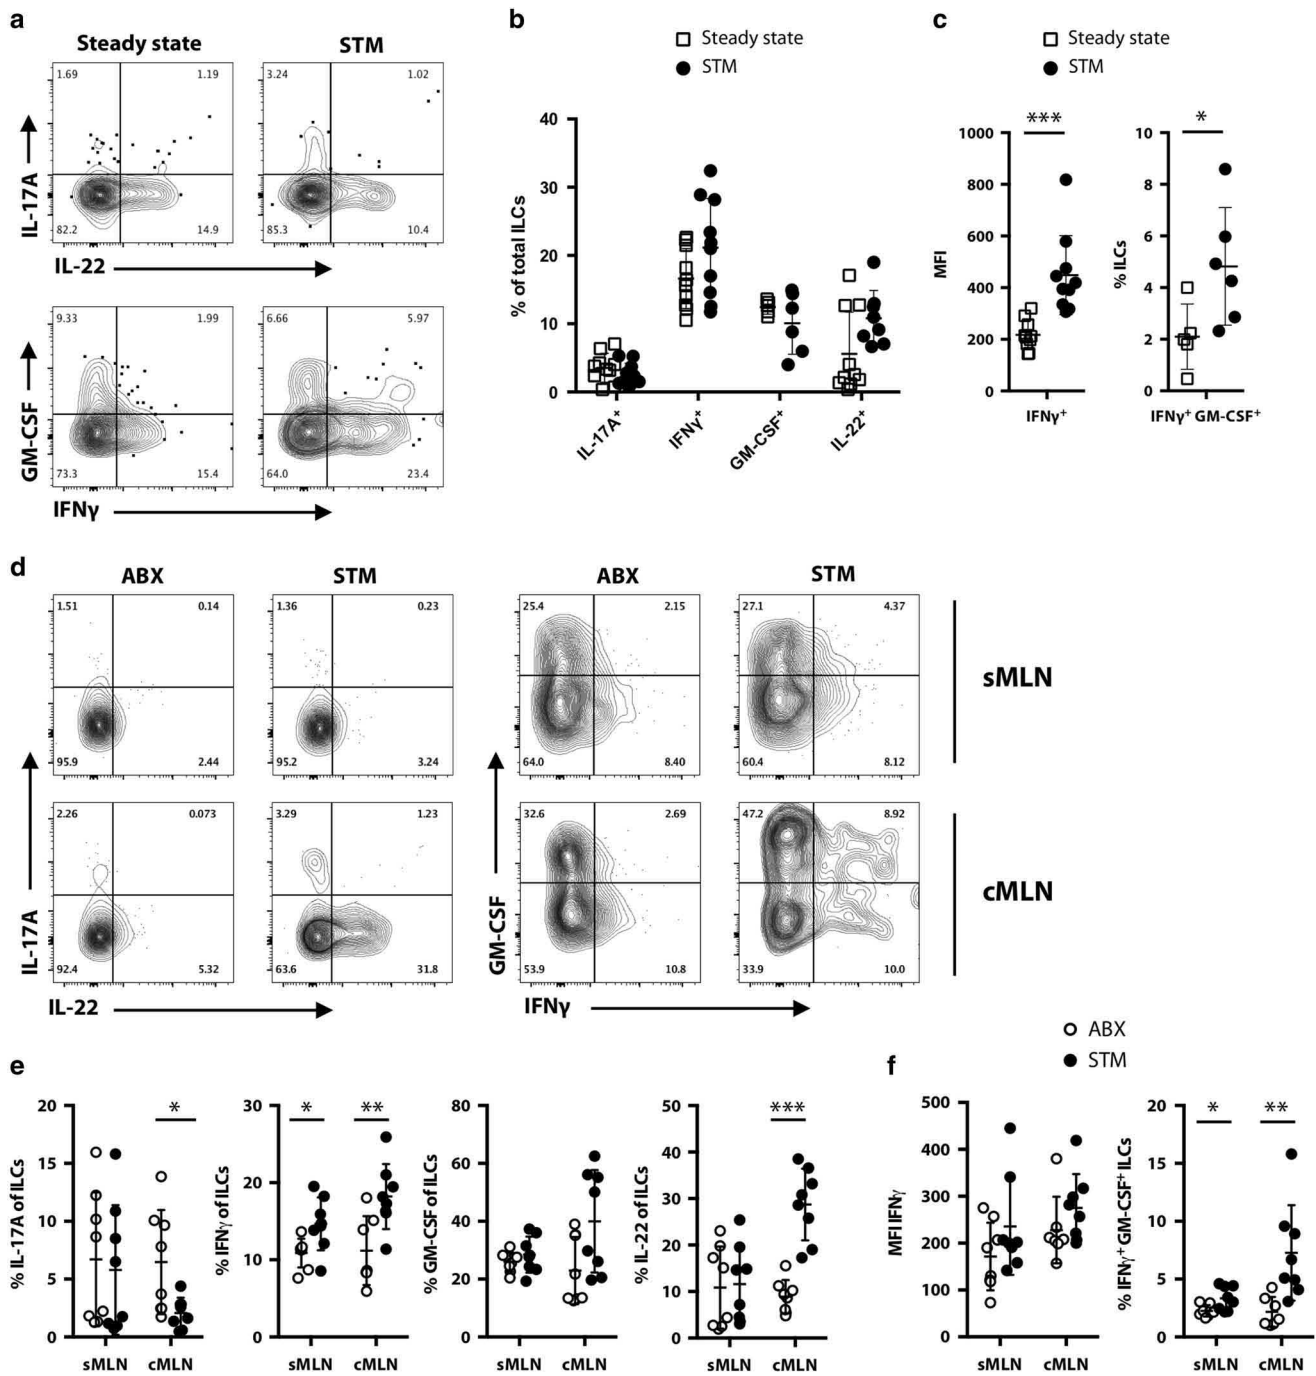 a
Steady state
STM
1.69
1.19
82.2
14.9
3.24
1.02
85.3
10.4
IL-17A
IL-22
9.33
1.99
73.3
15.4
6.66
5.97
64.0
23.4
GM-CSF
IFNγ
b
Steady state
STM
% of total ILCs
40
30
20
10
0
IL-17A⁺
IFNγ⁺
GM-CSF⁺
IL-22⁺
c
Steady state
STM
***
MFI
1000
800
600
400
200
0
IFNγ⁺
*
% ILCs
10
8
6
4
2
0
IFNγ⁺ GM-CSF⁺
d
ABX
STM
ABX
STM
1.51
0.14
95.9
2.44
1.36
0.23
95.2
3.24
25.4
2.15
64.0
8.40
27.1
4.37
60.4
8.12
sMLN
2.26
0.073
92.4
5.32
3.29
1.23
63.6
31.8
32.6
2.69
53.9
10.8
47.2
8.92
33.9
10.0
cMLN
IL-17A
IL-22
GM-CSF
IFNγ
ABX
STM
e
% IL-17A of ILCs
20
15
10
5
0
*
sMLN
cMLN
% IFNγ of ILCs
30
20
10
0
*
**
sMLN
cMLN
% GM-CSF of ILCs
80
60
40
20
0
sMLN
cMLN
% IL-22 of ILCs
50
40
30
20
10
0
***
sMLN
cMLN
f
MFI IFNγ
500
400
300
200
100
0
sMLN
cMLN
% IFNγ⁺ GM-CSF⁺ ILCs
20
15
10
5
0
*
**
sMLN
cMLN